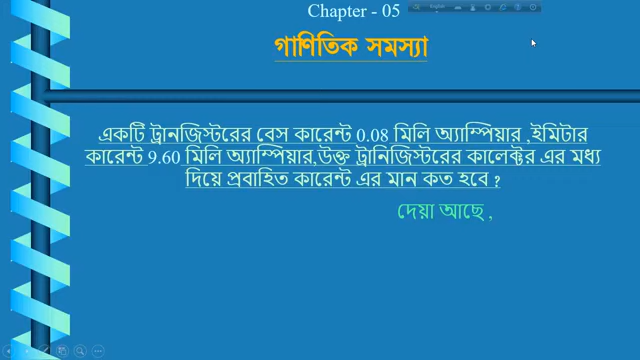 Chapter - 05
গাণিতিক সমস্যা
একটি ট্রানজিস্টরের বেস কারেন্ট 0.08 মিলি অ্যাম্পিয়ার ,ইমিটার
কারেন্ট 9.60 মিলি অ্যাম্পিয়ার,উক্ত ট্রানিজিস্টরের কালেক্টর এর মধ্য
দিয়ে প্রবাহিত কারেন্ট এর মান কত হবে ?
দেয়া আছে ,